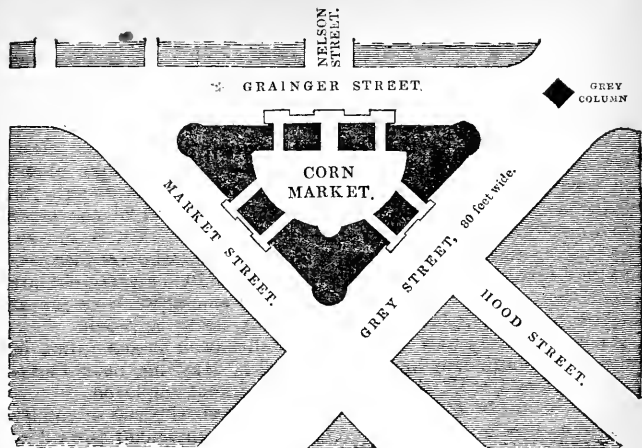 NELSON
STREET.
GRAINGER STREET.
GREY
COLUMN
CORN
MARKET.
MARKET STREET.
GREY STREET, 80 feet wide.
HOOD STREET.